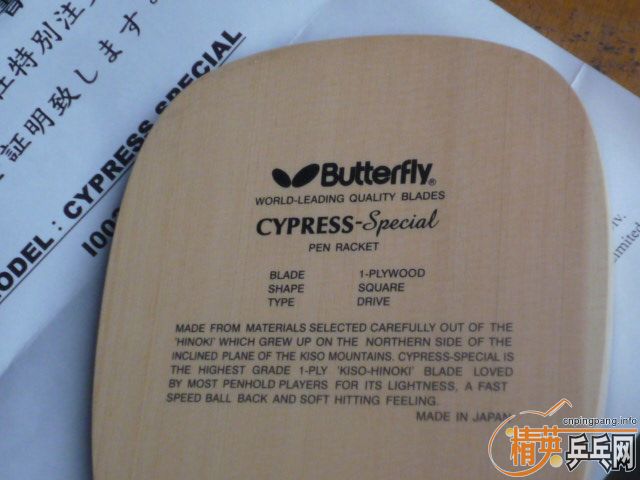 特別注
証明致します。
MODEL : CYPRESS SPECIAL
Butterfly®
WORLD-LEADING QUALITY BLADES
CYPRESS-Special
PEN RACKET
BLADE 1-PLYWOOD
SHAPE SQUARE
TYPE DRIVE
MADE FROM MATERIALS SELECTED CAREFULLY OUT OF THE
'HINOKI' WHICH GREW UP ON THE NORTHERN SIDE OF THE
INCLINED PLANE OF THE KISO MOUNTAINS. CYPRESS-SPECIAL IS
THE HIGHEST GRADE 1-PLY 'KISO-HINOKI' BLADE LOVED
BY MOST PENHOLD PLAYERS FOR ITS LIGHTNESS, A FAST
SPEED BALL BACK AND SOFT HITTING FEELING.
MADE IN JAPAN
cnpingpang.info
精英乒乓网